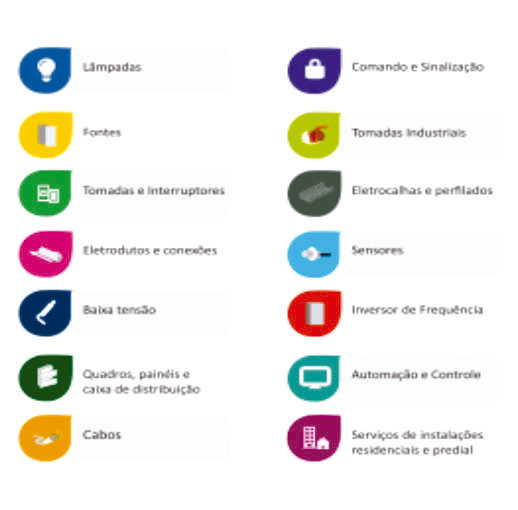 Lâmpadas
Fontes
Tomadas e Interruptores
Eletrodutos e conexões
Baixa tensão
Quadros, painéis e
caixa de distribuição
Cabos
Comando e Sinalização
Tomadas Industriais
Eletrocalhas e perfilados
Sensores
Inversor de Frequência
Automação e Controle
Serviços de instalações
residenciais e predial